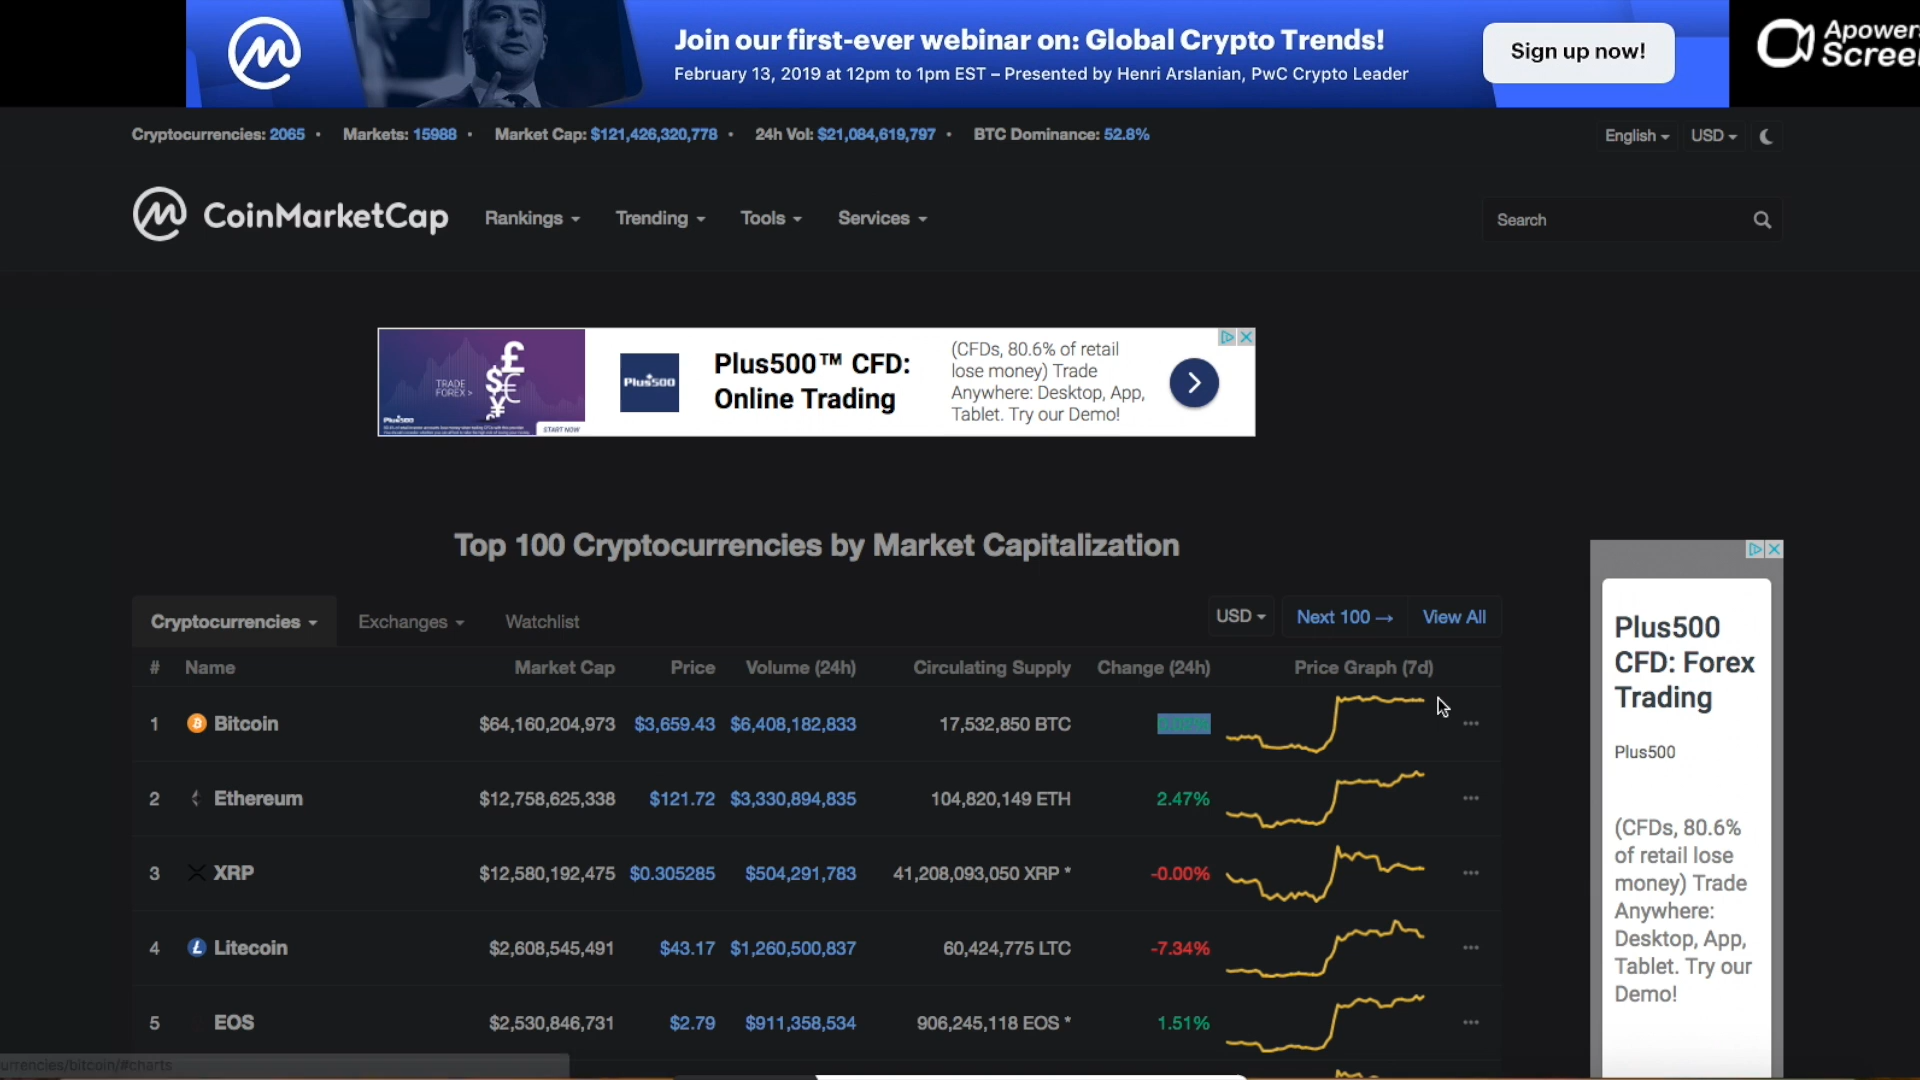 Join our first-ever webinar on: Global Crypto Trends!
February 13, 2019 at 12pm to 1pm EST – Presented by Henri Arslanian, PwC Crypto Leader
Sign up now!
Apowers
Screen
Cryptocurrencies: 2065 • Markets: 15988 • Market Cap: $121,426,320,778 • 24h Vol: $21,084,619,797 • BTC Dominance: 52.8%
English USD
CoinMarketCap Rankings Trending Tools Services Search
TRADE
FOREX >
Plus500
START NOW
Plus500
Plus500™ CFD:
Online Trading
(CFDs, 80.6% of retail
lose money) Trade
Anywhere: Desktop, App,
Tablet. Try our Demo!
Top 100 Cryptocurrencies by Market Capitalization
Cryptocurrencies Exchanges Watchlist USD Next 100 → View All
# Name Market Cap Price Volume (24h) Circulating Supply Change (24h) Price Graph (7d)
1 Bitcoin $64,160,204,973 $3,659.43 $6,408,182,833 17,532,850 BTC
2 Ethereum $12,758,625,338 $121.72 $3,330,894,835 104,820,149 ETH 2.47%
3 XRP $12,580,192,475 $0.305285 $504,291,783 41,208,093,050 XRP * -0.00%
4 Litecoin $2,608,545,491 $43.17 $1,260,500,837 60,424,775 LTC -7.34%
5 EOS $2,530,846,731 $2.79 $911,358,534 906,245,118 EOS * 1.51%
Plus500
CFD: Forex
Trading
Plus500
(CFDs, 80.6%
of retail lose
money) Trade
Anywhere:
Desktop, App,
Tablet. Try our
Demo!
urrencies/bitcoin/#charts